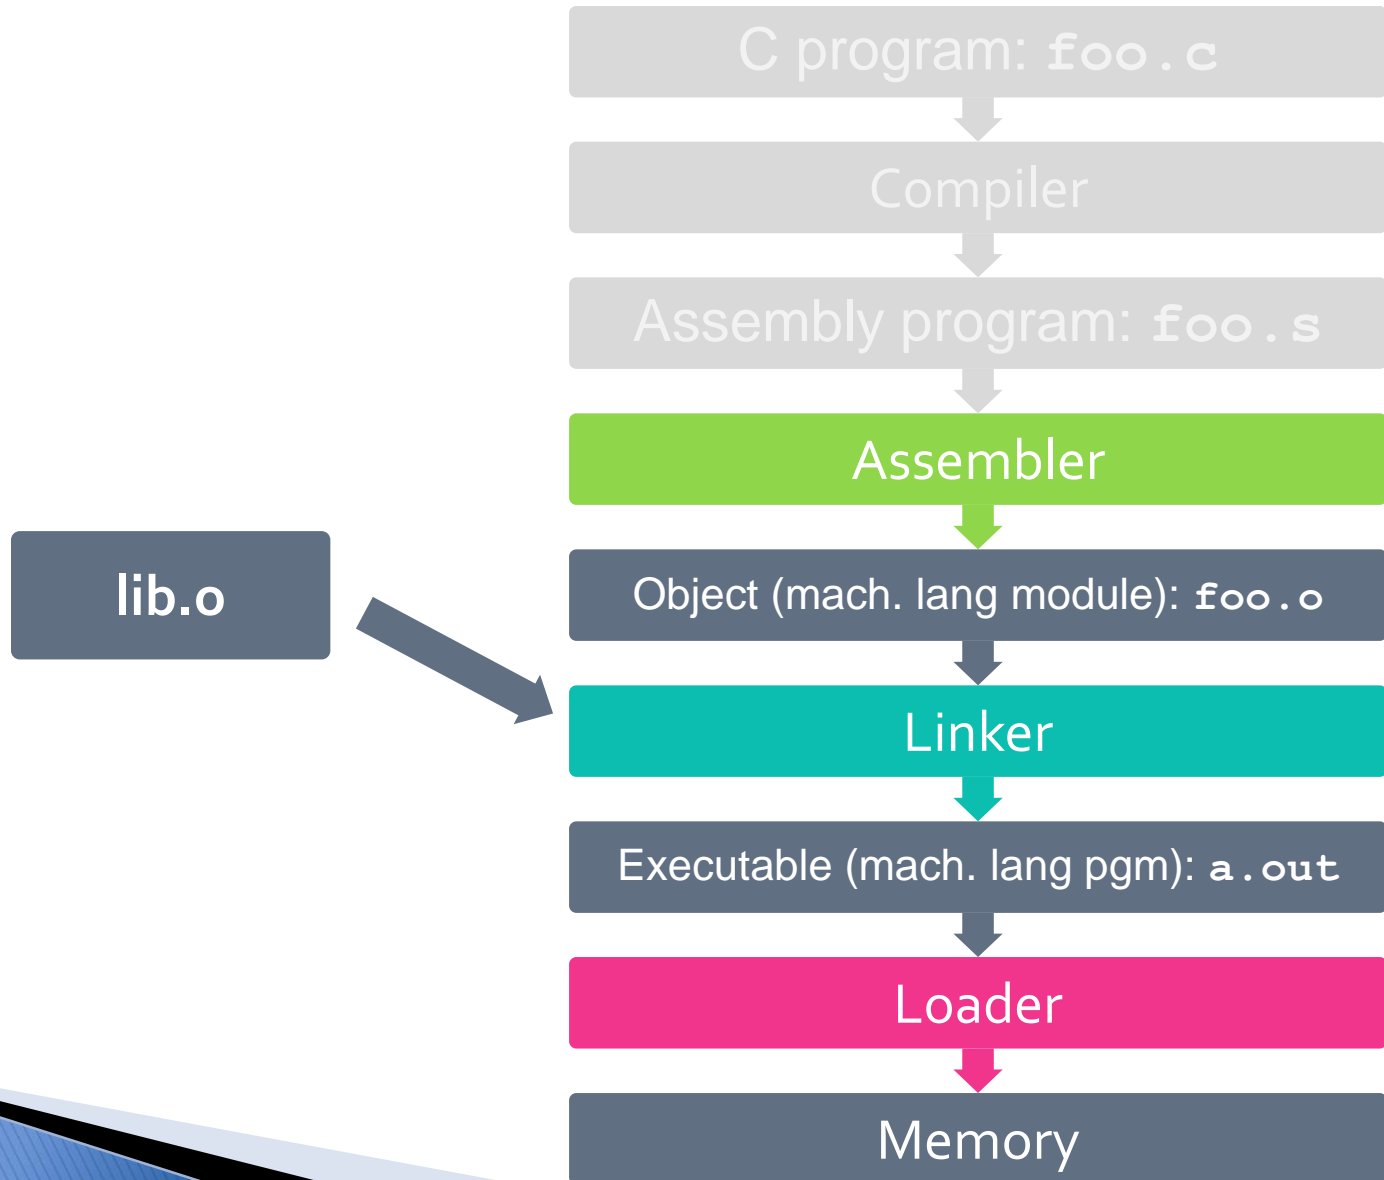 C program: foo.c
Compiler
Assembly program: foo.s
Assembler
lib.o
Object (mach. lang module): foo.o
Linker
Executable (mach. lang pgm): a.out
Loader
Memory